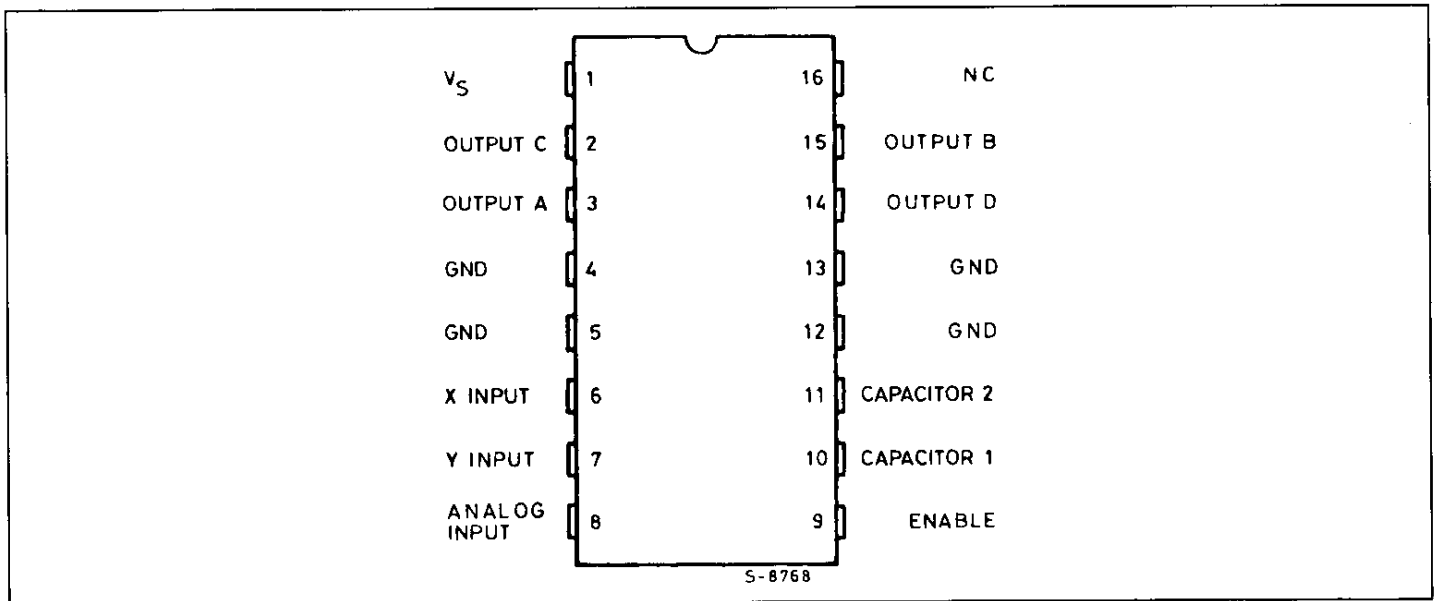 V_S 1 16 NC
OUTPUT C 2 15 OUTPUT B
OUTPUT A 3 14 OUTPUT D
GND 4 13 GND
GND 5 12 GND
X INPUT 6 11 CAPACITOR 2
Y INPUT 7 10 CAPACITOR 1
ANALOG
INPUT 8 9 ENABLE
S-8768